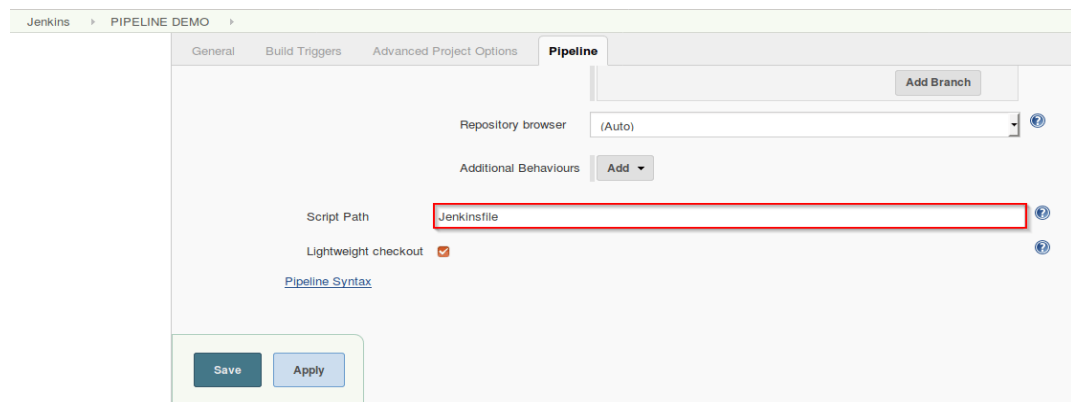 Jenkins PIPELINE DEMO
General Build Triggers Advanced Project Options Pipeline
Add Branch
Repository browser (Auto)
Additional Behaviours Add
Script Path Jenkinsfile
Lightweight checkout
Pipeline Syntax
Save Apply